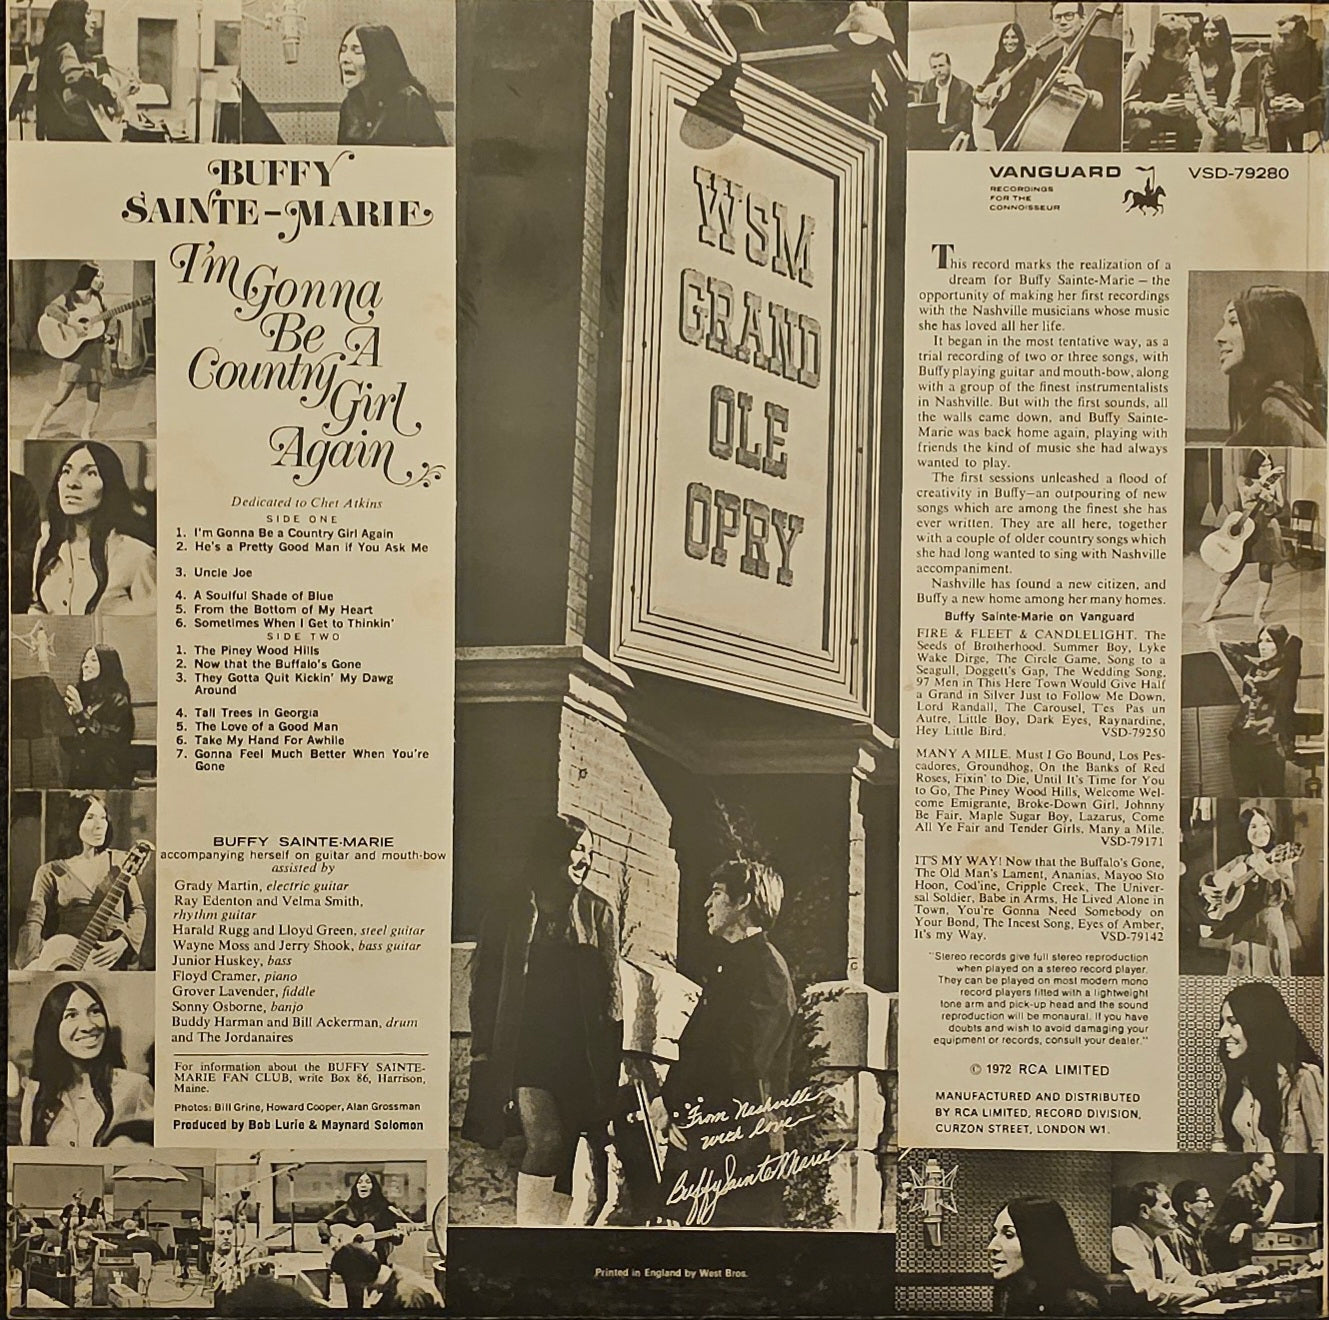 BUFFY
SAINTE-MARIE
I'm
Gonna
Be A
Country
Girl
Again
Dedicated to Chet Atkins
SIDE ONE
1. I'm Gonna Be a Country Girl Again
2. He's a Pretty Good Man if You Ask Me
3. Uncle Joe
4. A Soulful Shade of Blue
5. From the Bottom of My Heart
6. Sometimes When I Get to Thinkin'
SIDE TWO
1. The Piney Wood Hills
2. Now that the Buffalo's Gone
3. They Gotta Quit Kickin' My Dawg
Around
4. Tall Trees in Georgia
5. The Love of a Good Man
6. Take My Hand For Awhile
7. Gonna Feel Much Better When You're
Gone
BUFFY SAINTE-MARIE
accompanying herself on guitar and mouth-bow
assisted by
Grady Martin, electric guitar
Ray Edenton and Velma Smith,
rhythm guitar
Harald Rugg and Lloyd Green, steel guitar
Wayne Moss and Jerry Shook, bass guitar
Junior Huskey, bass
Floyd Cramer, piano
Grover Lavender, fiddle
Sonny Osborne, banjo
Buddy Harman and Bill Ackerman, drum
and The Jordanaires
For information about the BUFFY SAINTE-
MARIE FAN CLUB, write Box 86, Harrison,
Maine.
Photos: Bill Grine, Howard Cooper, Alan Grossman
Produced by Bob Lurie & Maynard Solomon
WSM
GRAND
OLE
OPRY
From Nashville
with love
Buffy Sainte Marie
Printed in England by West Bros.
VANGUARD
RECORDINGS
FOR THE
CONNOISSEUR
VSD-79280
This record marks the realization of a
dream for Buffy Sainte-Marie – the
opportunity of making her first recordings
with the Nashville musicians whose music
she has loved all her life.
It began in the most tentative way, as a
trial recording of two or three songs, with
Buffy playing guitar and mouth-bow, along
with a group of the finest instrumentalists
in Nashville. But with the first sounds, all
the walls came down, and Buffy Sainte-
Marie was back home again, playing with
friends the kind of music she had always
wanted to play.
The first sessions unleashed a flood of
creativity in Buffy—an outpouring of new
songs which are among the finest she has
ever written. They are all here, together
with a couple of older country songs which
she had long wanted to sing with Nashville
accompaniment.
Nashville has found a new citizen, and
Buffy a new home among her many homes.
Buffy Sainte-Marie on Vanguard
FIRE & FLEET & CANDLELIGHT. The
Seeds of Brotherhood. Summer Boy, Lyke
Wake Dirge, The Circle Game, Song to a
Seagull, Doggett's Gap, The Wedding Song,
97 Men in This Here Town Would Give Half
a Grand in Silver Just to Follow Me Down,
Lord Randall, The Carousel, T'es Pas un
Autre, Little Boy, Dark Eyes, Raynardine,
Hey Little Bird. VSD-79250
MANY A MILE. Must I Go Bound, Los Pes-
cadores, Groundhog, On the Banks of Red
Roses, Fixin' to Die, Until It's Time for You
to Go, The Piney Wood Hills, Welcome Wel-
come Emigrante, Broke-Down Girl, Johnny
Be Fair, Maple Sugar Boy, Lazarus, Come
All Ye Fair and Tender Girls, Many a Mile.
VSD-79171
IT'S MY WAY! Now that the Buffalo's Gone,
The Old Man's Lament, Ananias, Mayoo Sto
Hoon, Cod'ine, Cripple Creek, The Univer-
sal Soldier, Babe in Arms, He Lived Alone in
Town, You're Gonna Need Somebody on
Your Bond, The Incest Song, Eyes of Amber,
It's my Way. VSD-79142
"Stereo records give full stereo reproduction
when played on a stereo record player.
They can be played on most modern mono
record players fitted with a lightweight
tone arm and pick-up head and the sound
reproduction will be monaural. If you have
doubts and wish to avoid damaging your
equipment or records, consult your dealer."
© 1972 RCA LIMITED
MANUFACTURED AND DISTRIBUTED
BY RCA LIMITED, RECORD DIVISION,
CURZON STREET, LONDON W1.